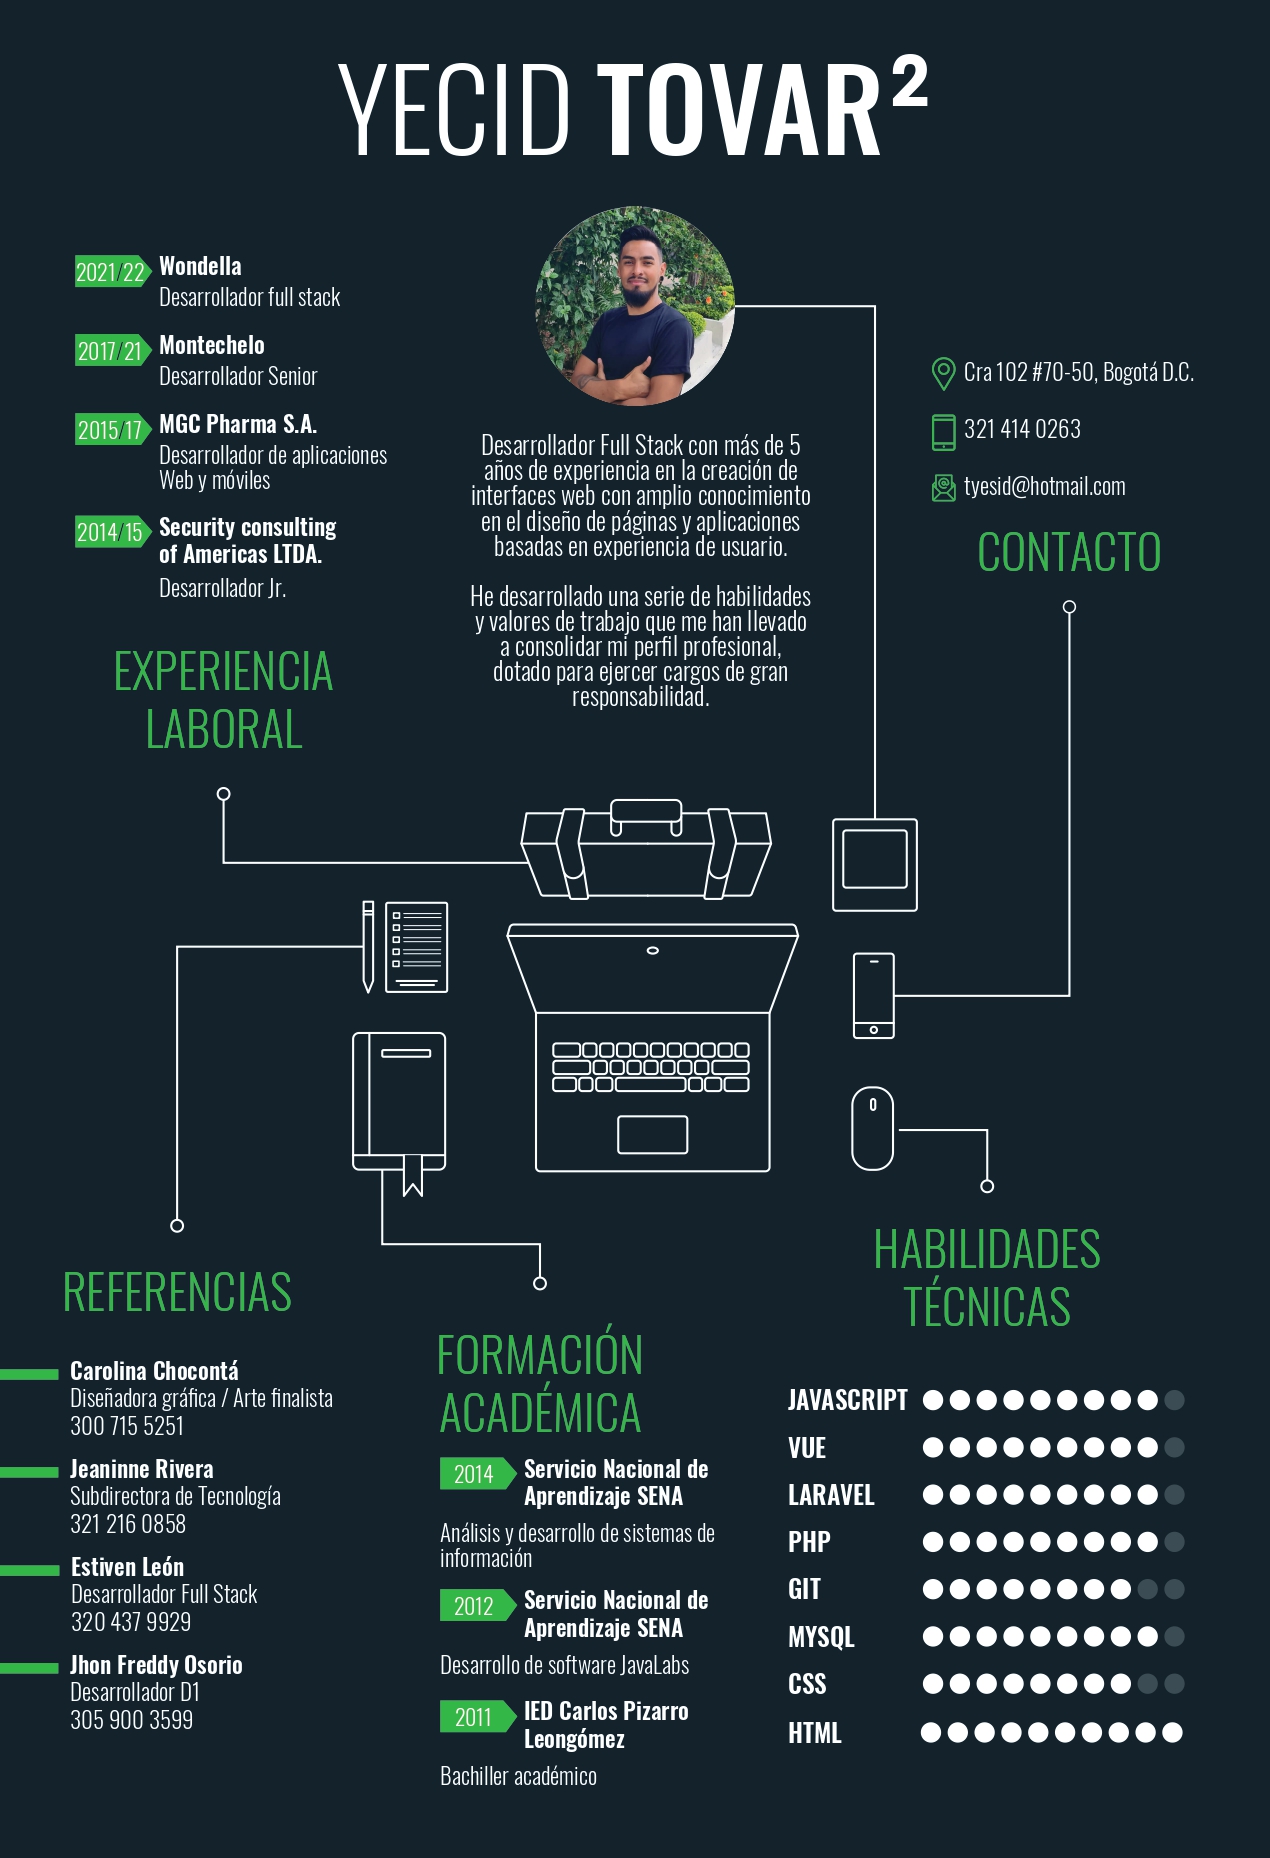 YECID TOVAR²
2021/22 Wondella
Desarrollador full stack
2017/21 Montechelo
Desarrollador Senior
2015/17 MGC Pharma S.A.
Desarrollador de aplicaciones
Web y móviles
2014/15 Security consulting
of Americas LTDA.
Desarrollador Jr.
EXPERIENCIA
LABORAL
Desarrollador Full Stack con más de 5
años de experiencia en la creación de
interfaces web con amplio conocimiento
en el diseño de páginas y aplicaciones
basadas en experiencia de usuario.
He desarrollado una serie de habilidades
y valores de trabajo que me han llevado
a consolidar mi perfil profesional,
dotado para ejercer cargos de gran
responsabilidad.
Cra 102 #70-50, Bogotá D.C.
321 414 0263
tyesid@hotmail.com
CONTACTO
REFERENCIAS
Carolina Chocontá
Diseñadora gráfica / Arte finalista
300 715 5251
Jeaninne Rivera
Subdirectora de Tecnología
321 216 0858
Estiven León
Desarrollador Full Stack
320 437 9929
Jhon Freddy Osorio
Desarrollador D1
305 900 3599
FORMACIÓN
ACADÉMICA
2014 Servicio Nacional de
Aprendizaje SENA
Análisis y desarrollo de sistemas de
información
2012 Servicio Nacional de
Aprendizaje SENA
Desarrollo de software JavaLabs
2011 IED Carlos Pizarro
Leongómez
Bachiller académico
HABILIDADES
TÉCNICAS
JAVASCRIPT
VUE
LARAVEL
PHP
GIT
MYSQL
CSS
HTML